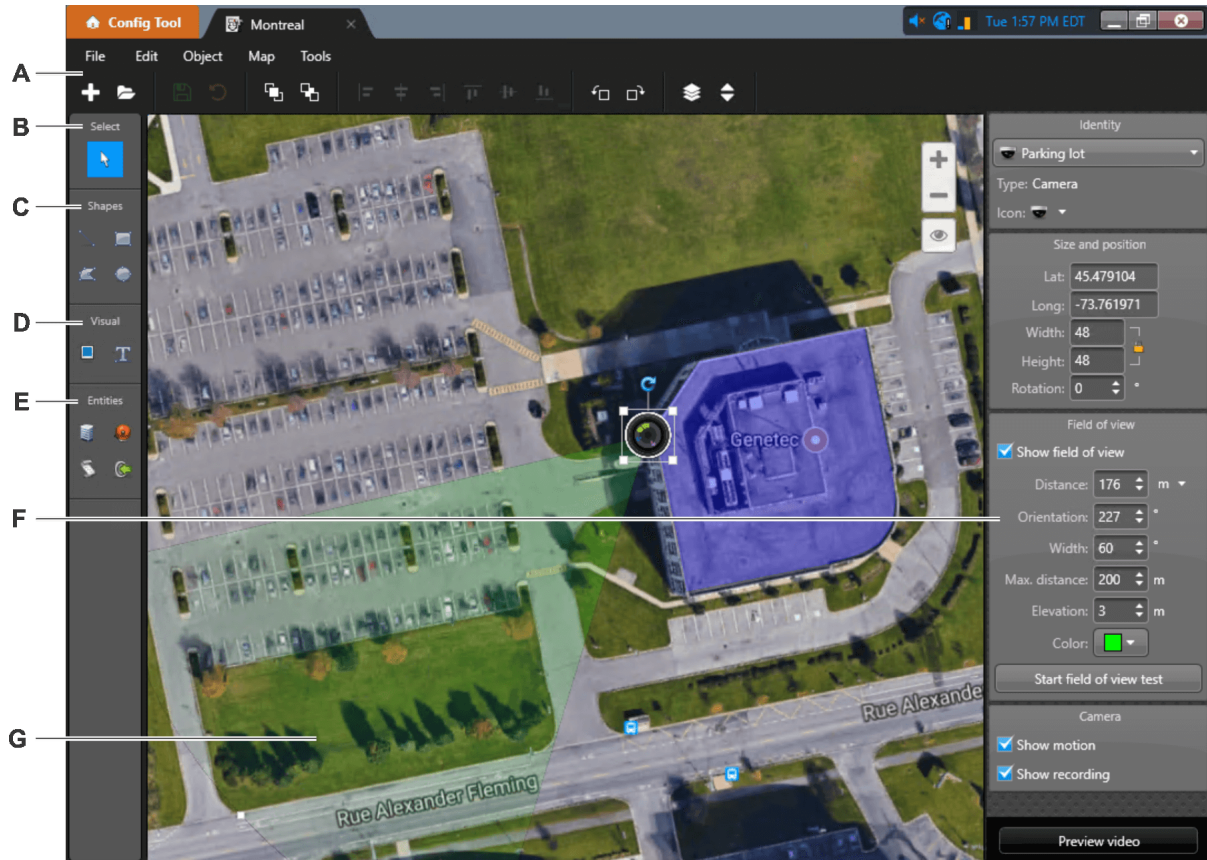 Config Tool
Montreal
Tue 1:57 PM EDT
File Edit Object Map Tools
A
B
Select
C
Shapes
D
Visual
T
E
Entities
F
G
Genetec
Rue Alexander Fleming
Rue Alexande
Identity
Parking lot
Type: Camera
Icon:
Size and position
Lat: 45.479104
Long: -73.761971
Width: 48
Height: 48
Rotation: 0 °
Field of view
Show field of view
Distance: 176 m
Orientation: 227 °
Width: 60 °
Max. distance: 200 m
Elevation: 3 m
Color:
Start field of view test
Camera
Show motion
Show recording
Preview video